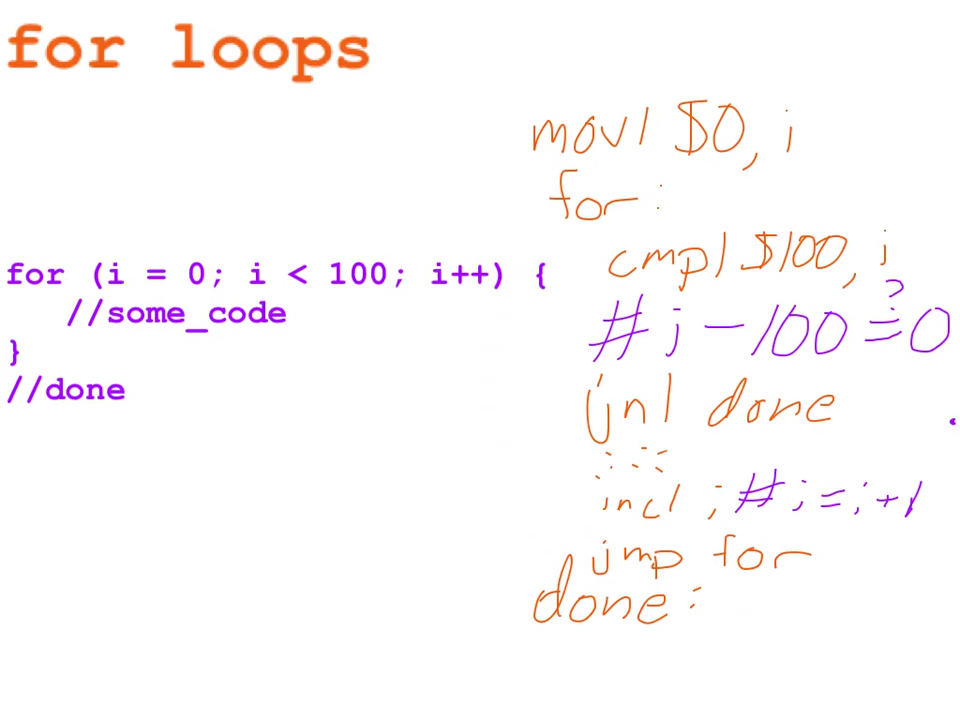 for loops
movl $0, i
for:
cmpl $100, i
for (i = 0; i < 100; i++) {
//some_code
}
//done
# i - 100 ?= 0
jnl done
incl i # i = i + 1
jmp for
done: